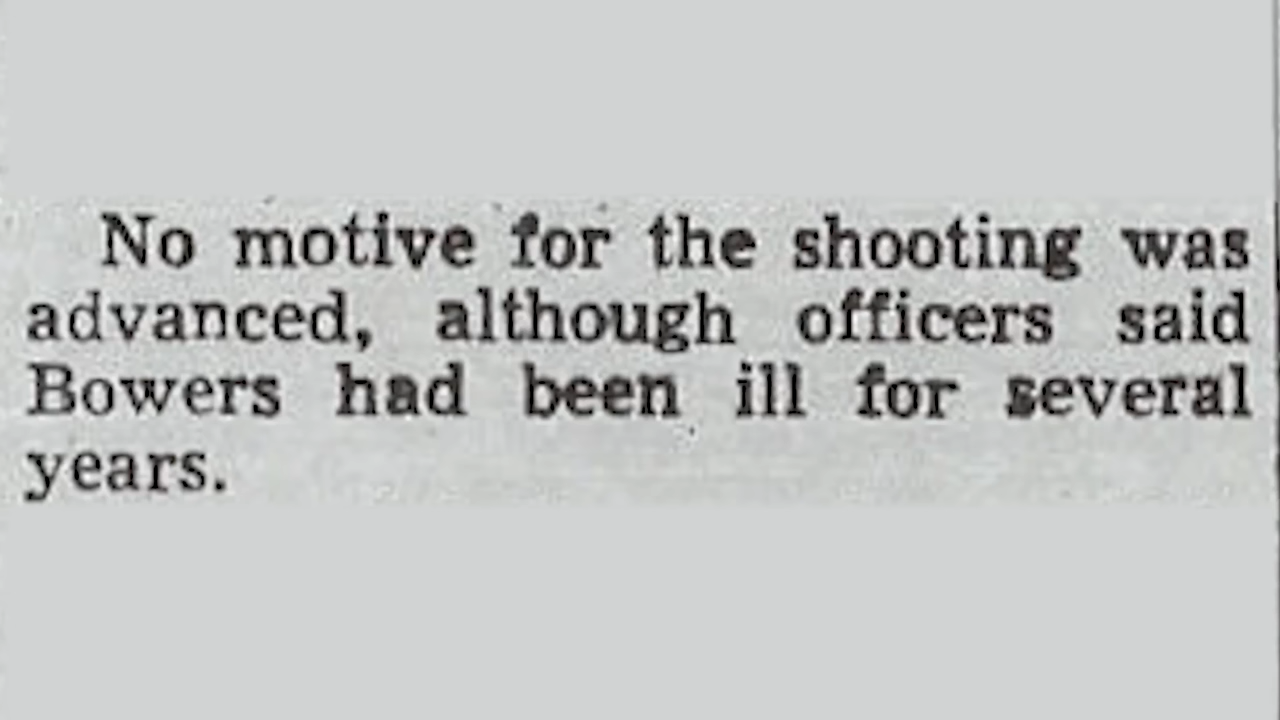 No motive for the shooting was
advanced, although officers said
Bowers had been ill for several
years.